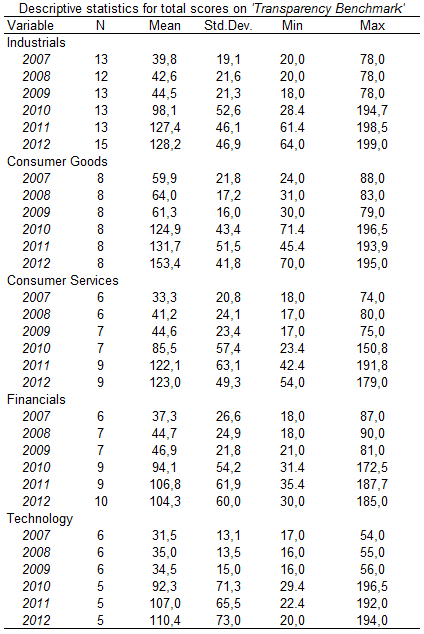 Descriptive statistics for total scores on 'Transparency Benchmark'
Variable N Mean Std.Dev. Min Max
Industrials
2007 13 39,8 19,1 20,0 78,0
2008 12 42,6 21,6 20,0 78,0
2009 13 44,5 21,3 18,0 78,0
2010 13 98,1 52,6 28.4 194,7
2011 13 127,4 46,1 61.4 198,5
2012 15 128,2 46,9 64,0 199,0
Consumer Goods
2007 8 59,9 21,8 24,0 88,0
2008 8 64,0 17,2 31,0 83,0
2009 8 61,3 16,0 30,0 79,0
2010 8 124,9 43,4 71.4 196,5
2011 8 131,7 51,5 45.4 193,9
2012 8 153,4 41,8 70,0 195,0
Consumer Services
2007 6 33,3 20,8 18,0 74,0
2008 6 41,2 24,1 17,0 80,0
2009 7 44,6 23,4 17,0 75,0
2010 7 85,5 57,4 23.4 150,8
2011 9 122,1 63,1 42.4 191,8
2012 9 123,0 49,3 54,0 179,0
Financials
2007 6 37,3 26,6 18,0 87,0
2008 7 44,7 24,9 18,0 90,0
2009 7 46,9 21,8 21,0 81,0
2010 9 94,1 54,2 31.4 172,5
2011 9 106,8 61,9 35.4 187,7
2012 10 104,3 60,0 30,0 185,0
Technology
2007 6 31,5 13,1 17,0 54,0
2008 6 35,0 13,5 16,0 55,0
2009 6 34,5 15,0 16,0 56,0
2010 5 92,3 71,3 29.4 196,5
2011 5 107,0 65,5 22.4 192,0
2012 5 110,4 73,0 20,0 194,0